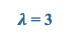 λ = 3